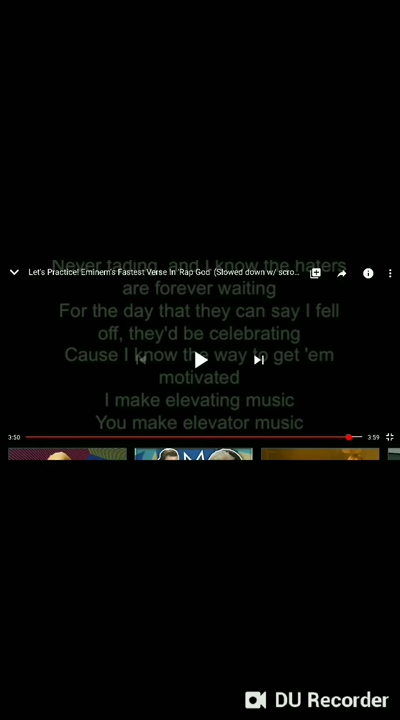 Never fading, and I know the haters
Let's Practice! Eminem's Fastest Verse In 'Rap God' (Slowed down w/ scro...
are forever waiting
For the day that they can say I fell
off, they'd be celebrating
Cause I know the way to get 'em
motivated
I make elevating music
You make elevator music
3:50
3:59
DU Recorder